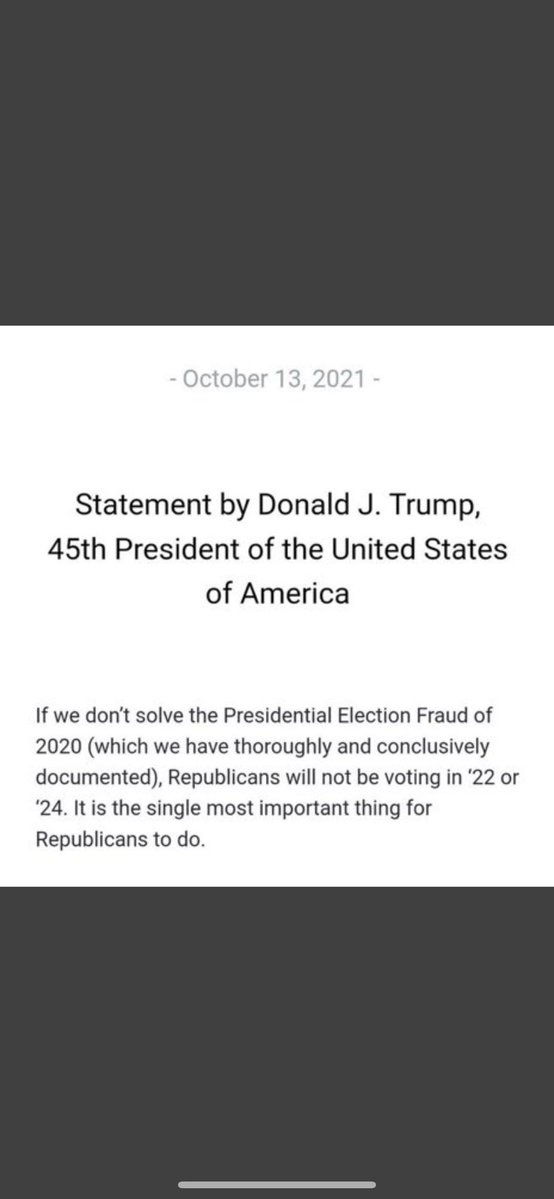 - October 13, 2021 -
Statement by Donald J. Trump,
45th President of the United States
of America
If we don’t solve the Presidential Election Fraud of
2020 (which we have thoroughly and conclusively
documented), Republicans will not be voting in ‘22 or
‘24. It is the single most important thing for
Republicans to do.